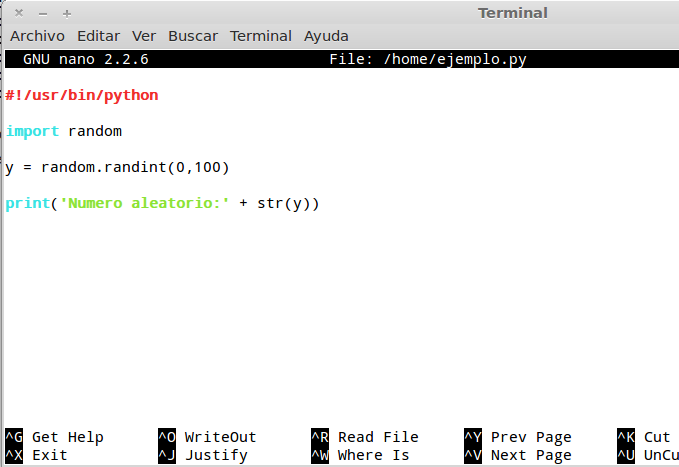 Terminal
Archivo Editar Ver Buscar Terminal Ayuda
GNU nano 2.2.6 File: /home/ejemplo.py
#!/usr/bin/python
import random
y = random.randint(0,100)
print('Numero aleatorio:' + str(y))
^G Get Help ^O WriteOut ^R Read File ^Y Prev Page ^K Cut
^X Exit ^J Justify ^W Where Is ^V Next Page ^U UnCu